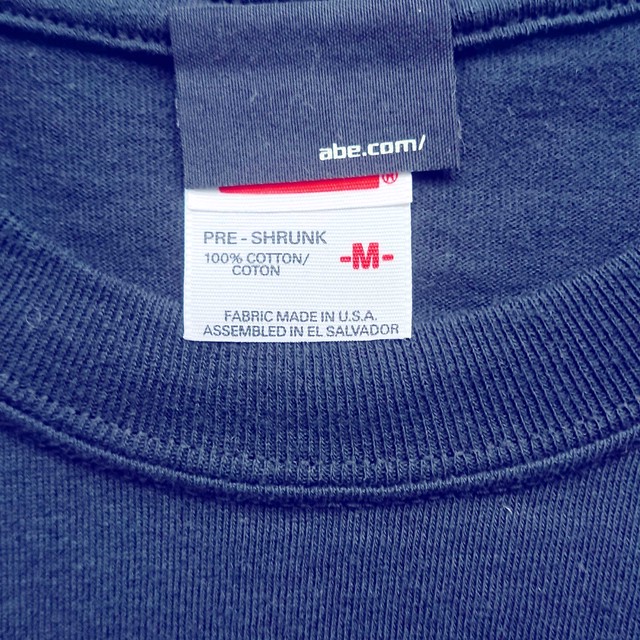 abe.com/
®
PRE - SHRUNK
100% COTTON/
COTON
-M-
FABRIC MADE IN U.S.A.
ASSEMBLED IN EL SALVADOR